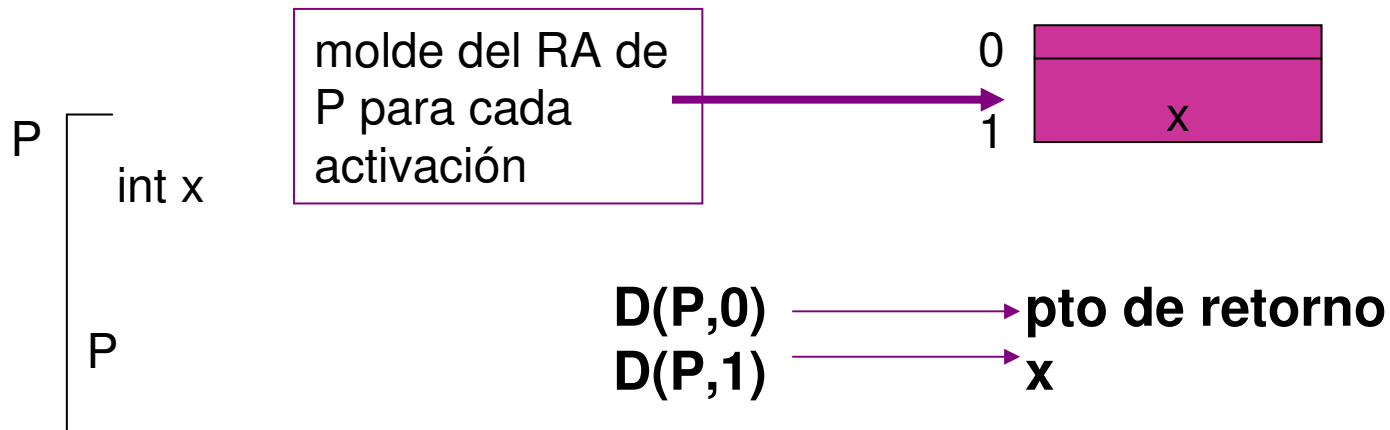 molde del RA de
P para cada
activación
0
1
x
P
int x
P
D(P,0) pto de retorno
D(P,1) x